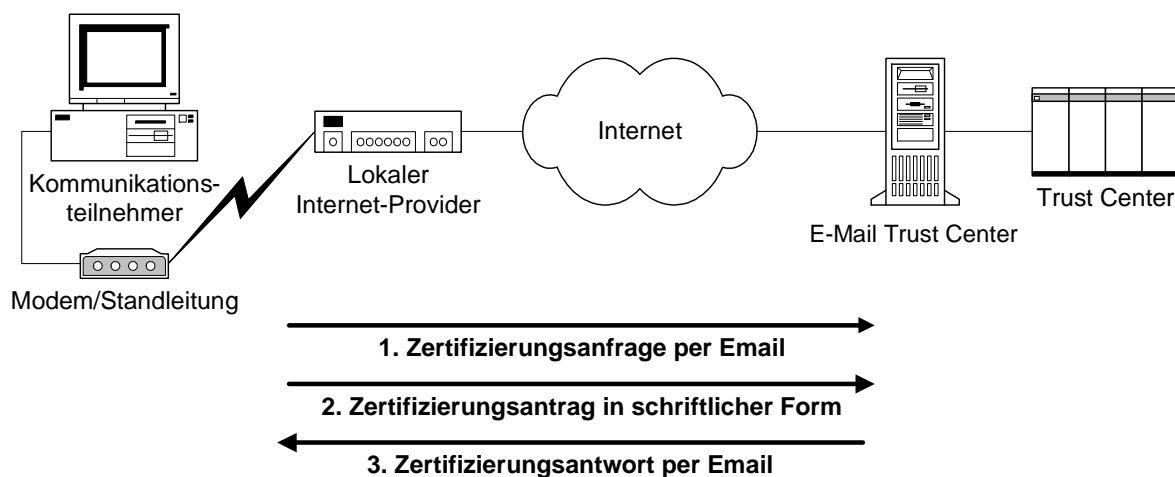 Internet
Kommunikations-
teilnehmer
Lokaler
Internet-Provider
Trust Center
E-Mail Trust Center
Modem/Standleitung
1. Zertifizierungsanfrage per Email
2. Zertifizierungsantrag in schriftlicher Form
3. Zertifizierungsantwort per Email